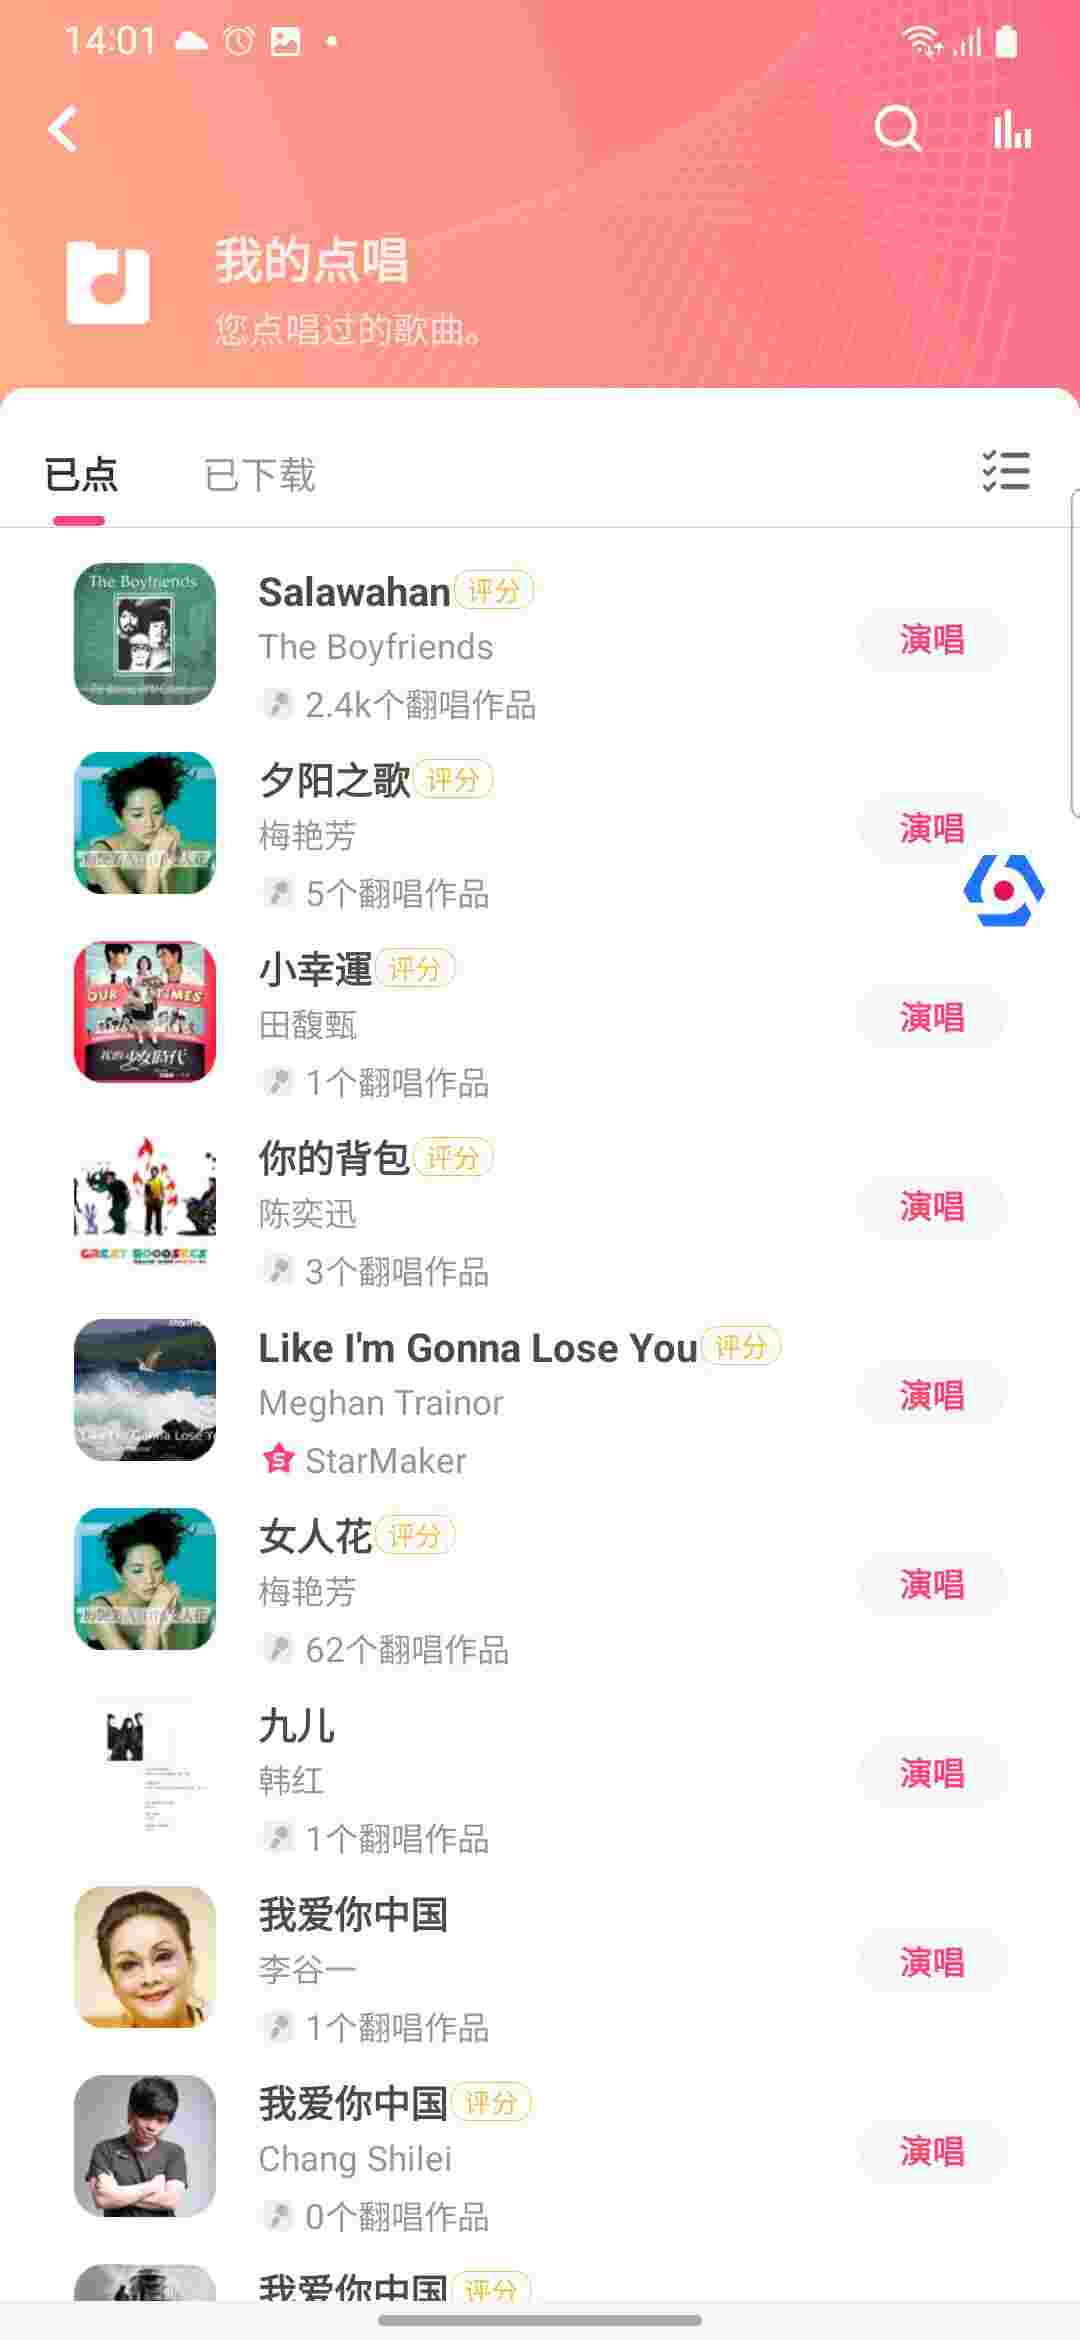 14:01
我的点唱
您点唱过的歌曲。
已点
已下载
The Boyfriends
Salawahan
评分
The Boyfriends
2.4k个翻唱作品
演唱
夕阳之歌
评分
梅艳芳
5个翻唱作品
演唱
OUR TIMES
小幸運
评分
田馥甄
1个翻唱作品
演唱
你的背包
评分
陈奕迅
3个翻唱作品
演唱
Like I'm Gonna Lose You
评分
Meghan Trainor
StarMaker
演唱
女人花
评分
梅艳芳
62个翻唱作品
演唱
九儿
韩红
1个翻唱作品
演唱
我爱你中国
李谷一
1个翻唱作品
演唱
我爱你中国
评分
Chang Shilei
0个翻唱作品
演唱
我爱你中国
评分